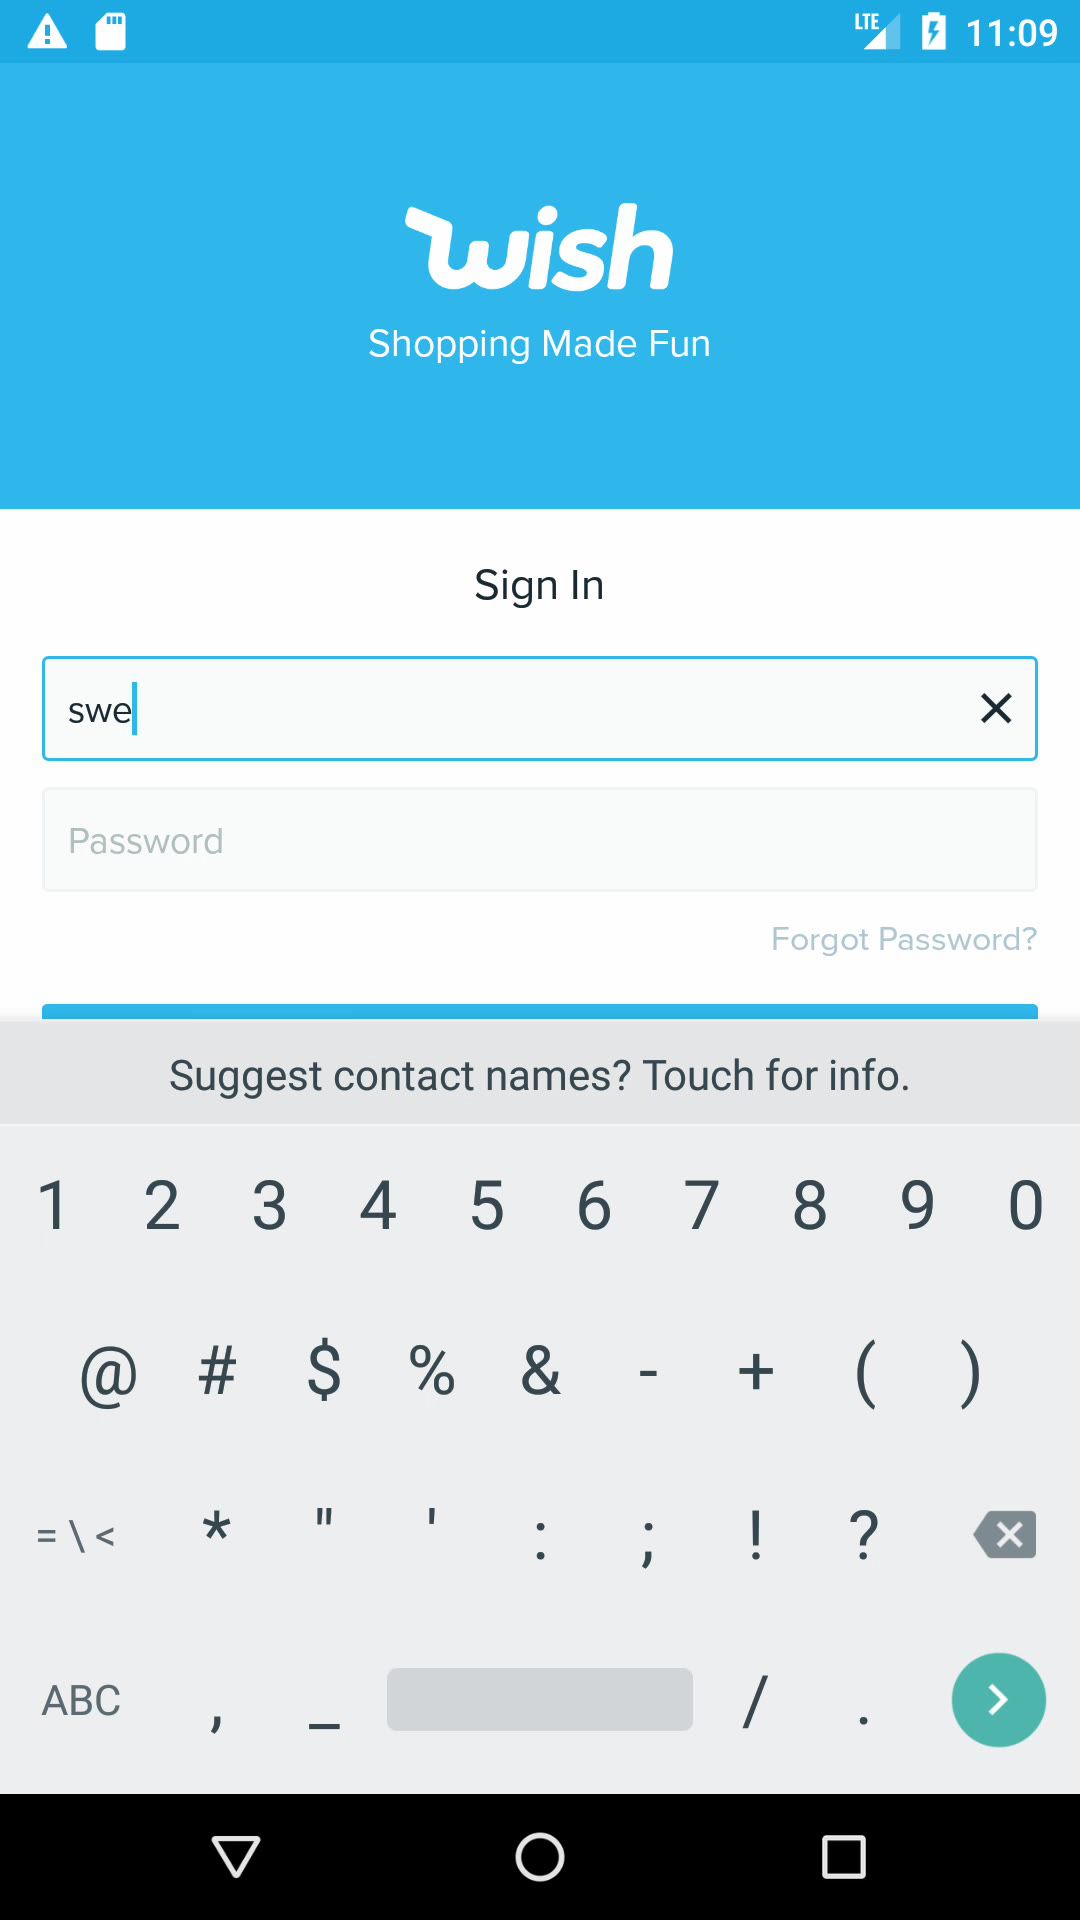 LTE 11:09
wish
Shopping Made Fun
Sign In
swe
Password
Forgot Password?
Suggest contact names? Touch for info.
1 2 3 4 5 6 7 8 9 0
@ # $ % & - + ( )
= \ < * " ' : ; ! ?
ABC , _ / .